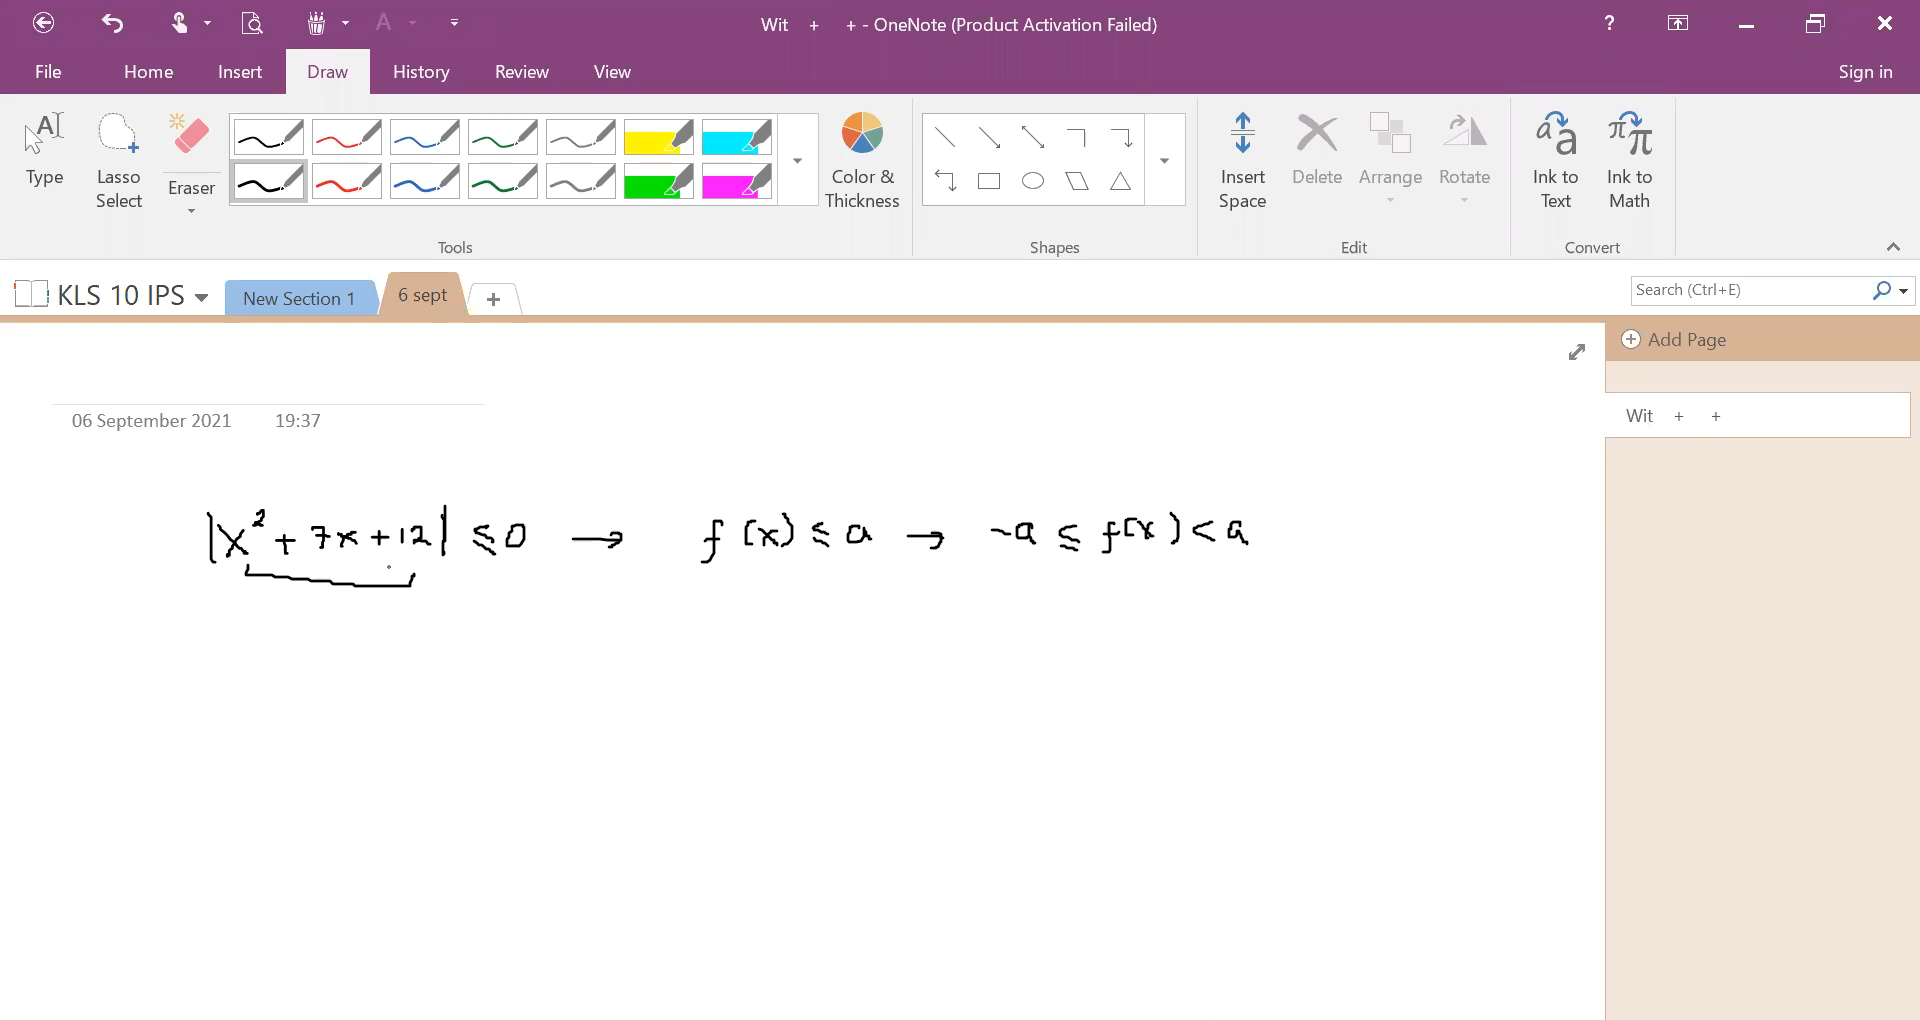 Wit + + - OneNote (Product Activation Failed)
?
File Home Insert Draw History Review View Sign in
Type
Lasso Select
Eraser
Color & Thickness
Insert Space
Delete
Arrange
Rotate
Ink to Text
Ink to Math
Tools Shapes Edit Convert
KLS 10 IPS New Section 1 6 sept + Search (Ctrl+E)
Add Page
Wit + +
06 September 2021 19:37
|x² + 7x + 12| ≤ 0 → f(x) ≤ a → -a ≤ f(x) < a